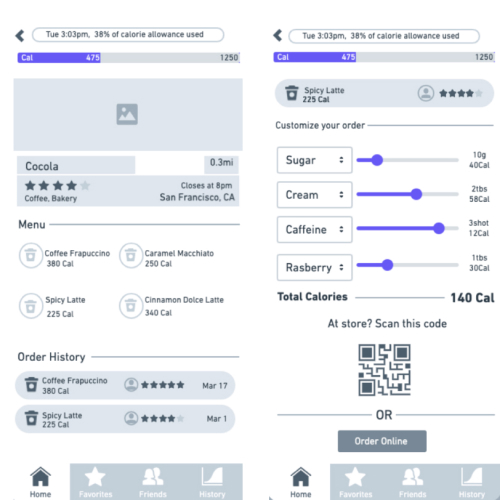 Tue 3:03pm, 38% of calorie allowance used
Cal 475 1250
Cocola 0.3mi
Closes at 8pm
Coffee, Bakery San Francisco, CA
Menu
Coffee Frapuccino
380 Cal
Caramel Macchiato
250 Cal
Spicy Latte
225 Cal
Cinnamon Dolce Latte
340 Cal
Order History
Coffee Frappuccino
380 Cal
Mar 17
Spicy Latte
225 Cal
Mar 1
Home Favorites Friends History
Tue 3:03pm, 38% of calorie allowance used
Cal 475 1250
Spicy Latte
225 Cal
Customize your order
Sugar
10g
40Cal
Cream
2tbs
58Cal
Caffeine
3shot
12Cal
Rasberry
1tbs
30Cal
Total Calories 140 Cal
At store? Scan this code
OR
Order Online
Home Favorites Friends History